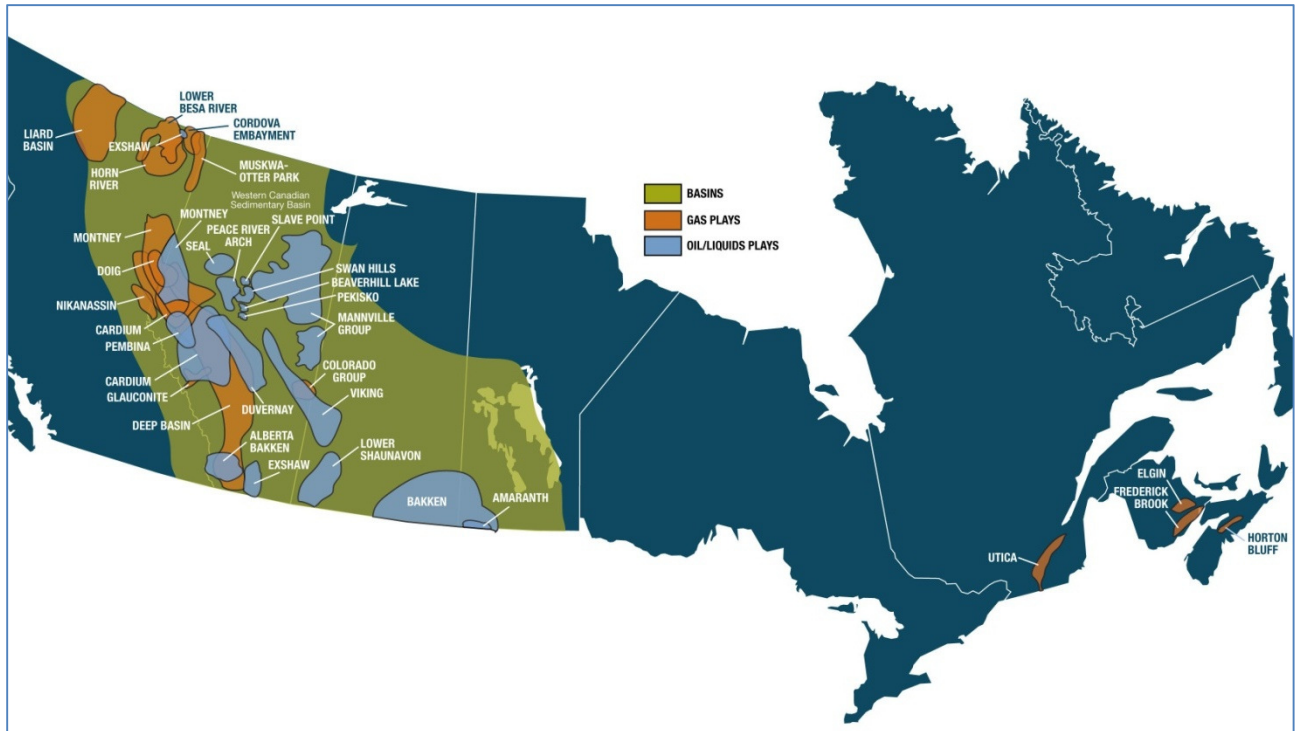 LOWER
BESA RIVER
CORDOVA
EMBAYMENT
LIARD
BASIN
EXSHAW
HORN
RIVER
MUSKWA-
OTTER PARK
Western Canadian
Sedimentary Basin
MONTNEY
SLAVE POINT
PEACE RIVER
ARCH
MONTNEY
SEAL
DOIG
SWAN HILLS
BEAVERHILL LAKE
PEKISKO
NIKANASSIN
MANNVILLE
GROUP
CARDIUM
PEMBINA
COLORADO
GROUP
CARDIUM
GLAUCONITE
VIKING
DUVERNAY
DEEP BASIN
ALBERTA
BAKKEN
LOWER
SHAUNAVON
EXSHAW
BAKKEN
AMARANTH
BASINS
GAS PLAYS
OIL/LIQUIDS PLAYS
ELGIN
FREDERICK
BROOK
HORTON
BLUFF
UTICA